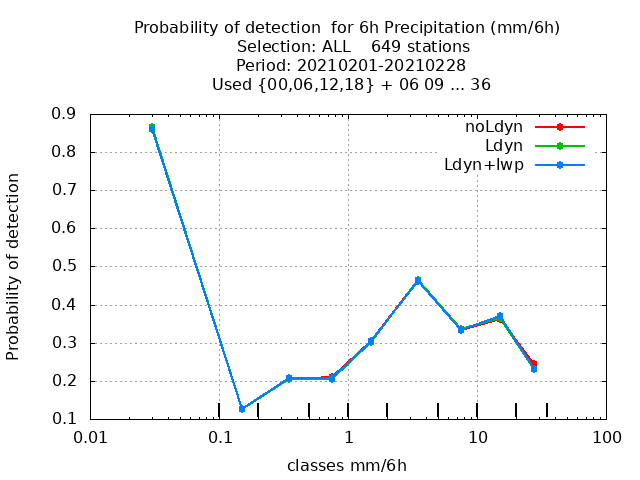 Probability of detection  for 6h Precipitation (mm/6h)
Selection: ALL    649 stations
Period: 20210201-20210228
Used {00,06,12,18} + 06 09 ... 36
noLdyn
Ldyn
Ldyn+lwp
Probability of detection
0.9
0.8
0.7
0.6
0.5
0.4
0.3
0.2
0.1
0.01
0.1
1
10
100
classes mm/6h